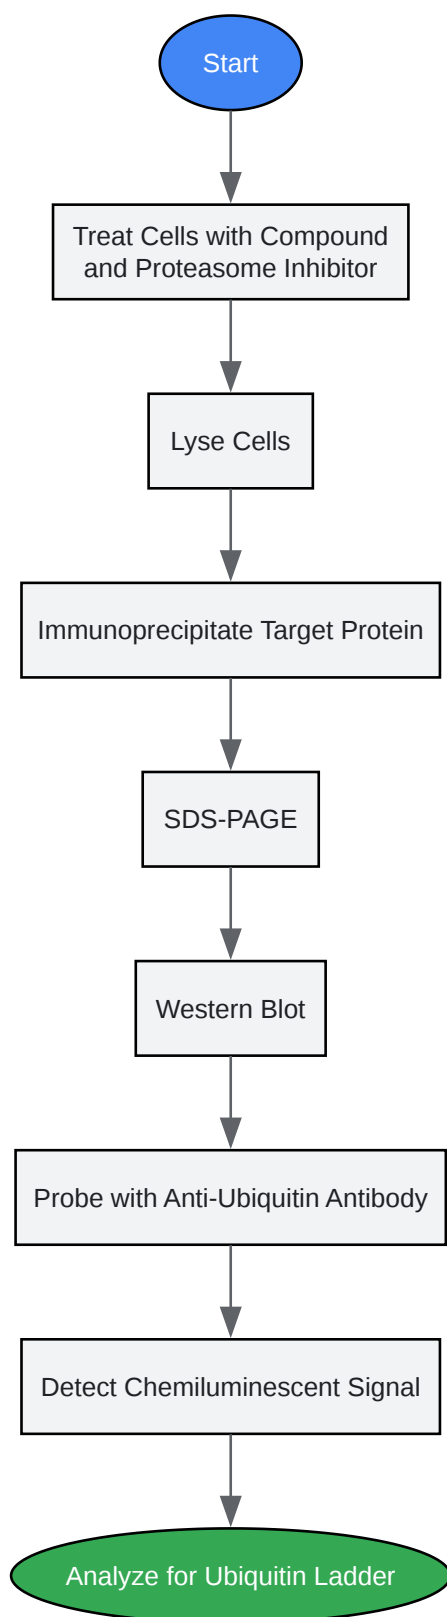 Start
Treat Cells with Compound
and Proteasome Inhibitor
Lyse Cells
Immunoprecipitate Target Protein
SDS-PAGE
Western Blot
Probe with Anti-Ubiquitin Antibody
Detect Chemiluminescent Signal
Analyze for Ubiquitin Ladder